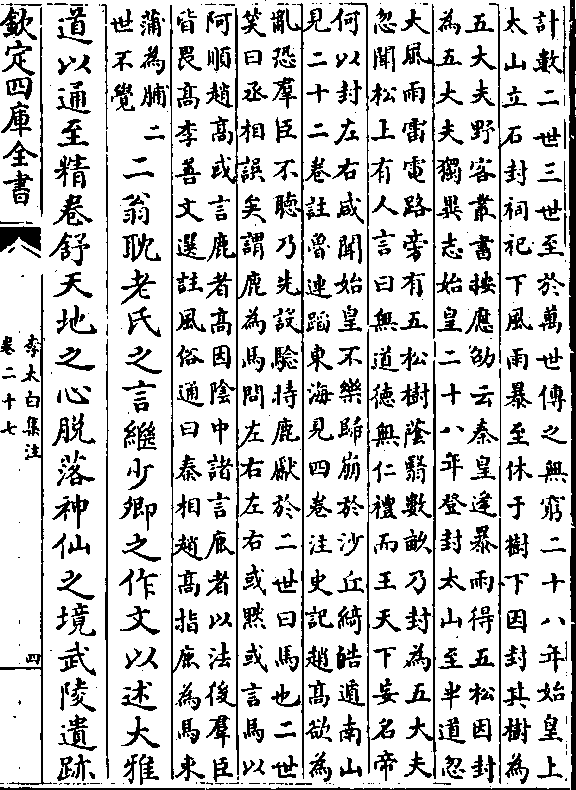 計數二世三世至於萬世傳之無窮二十八年始皇上
太山立石封祠祀下風雨暴至休于樹下因封其樹為
五大夫野客叢書按應劭云秦皇逢暴雨得五松因封
為五大夫獨異志始皇二十八年登封太山至半道忽
大風雨雷電路旁有五松樹蔭翳數畝乃封為五大夫
忽聞松上有人言曰無道德無仁禮而王天下妄名帝
何以封左右咸聞始皇不樂歸崩於沙丘綺皓遁南山
見二十二卷註魯連蹈東海見四卷注史記趙髙欲為
亂恐羣臣不聽乃先設驗持鹿獻於二世曰馬也二世
笑曰丞相誤矣謂鹿為馬問左右左右或黙或言馬以
阿順趙髙或言鹿者髙因陰中諸言鹿者以法後羣臣
皆畏髙李善文選註風俗通曰秦相趙髙指鹿為馬束
蒲為脯二
世不覺
二翁耽老氏之言繼少卿之作文以述大雅
道以通至精卷舒天地之心脫落神仙之境武陵遺跡
欽定四庫全書
李太白集注
卷二十七
四